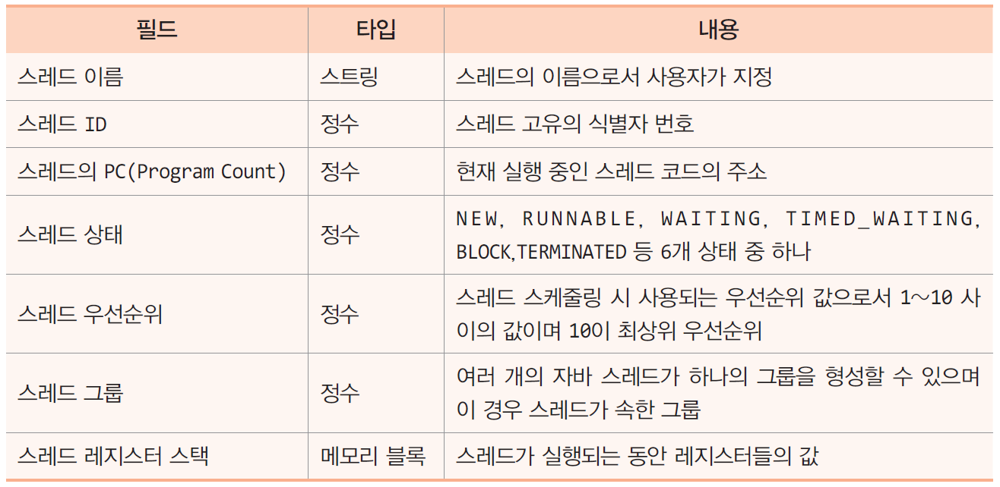 필드 타입 내용
스레드 이름 스트링 스레드의 이름으로서 사용자가 지정
스레드 ID 정수 스레드 고유의 식별자 번호
스레드의 PC(Program Count) 정수 현재 실행 중인 스레드 코드의 주소
스레드 상태 정수 NEW, RUNNABLE, WAITING, TIMED_WAITING,
BLOCK,TERMINATED 등 6개 상태 중 하나
스레드 우선순위 정수 스레드 스케줄링 시 사용되는 우선순위 값으로서 1~10 사
이의 값이며 10이 최상위 우선순위
스레드 그룹 정수 여러 개의 자바 스레드가 하나의 그룹을 형성할 수 있으며
이 경우 스레드가 속한 그룹
스레드 레지스터 스택 메모리 블록 스레드가 실행되는 동안 레지스터들의 값